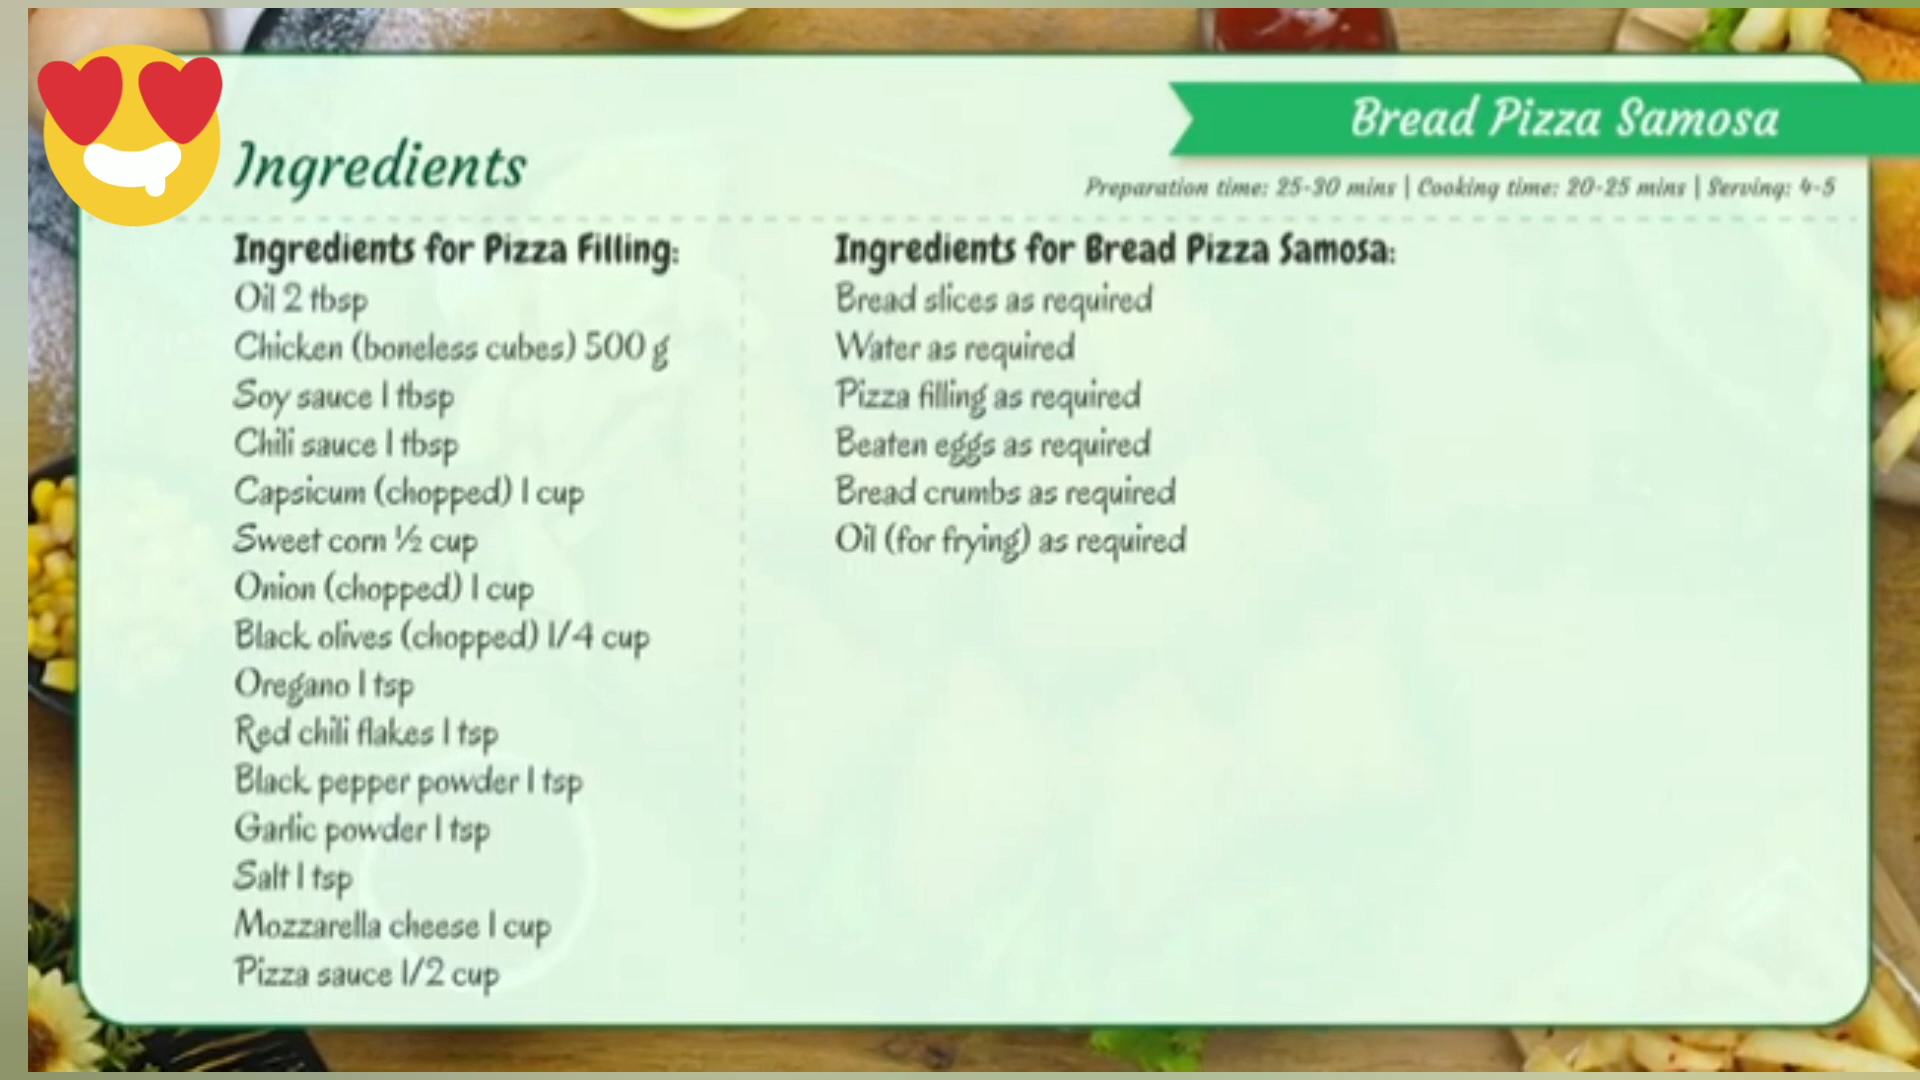 Bread Pizza Samosa
Ingredients
Preparation time: 25-30 mins | Cooking time: 20-25 mins | Serving: 4-5
Ingredients for Pizza Filling:
Oil 2 tbsp
Chicken (boneless cubes) 500 g
Soy sauce 1 tbsp
Chili sauce 1 tbsp
Capsicum (chopped) 1 cup
Sweet corn ½ cup
Onion (chopped) 1 cup
Black olives (chopped) 1/4 cup
Oregano 1 tsp
Red chili flakes 1 tsp
Black pepper powder 1 tsp
Garlic powder 1 tsp
Salt 1 tsp
Mozzarella cheese 1 cup
Pizza sauce 1/2 cup
Ingredients for Bread Pizza Samosa:
Bread slices as required
Water as required
Pizza filling as required
Beaten eggs as required
Bread crumbs as required
Oil (for frying) as required